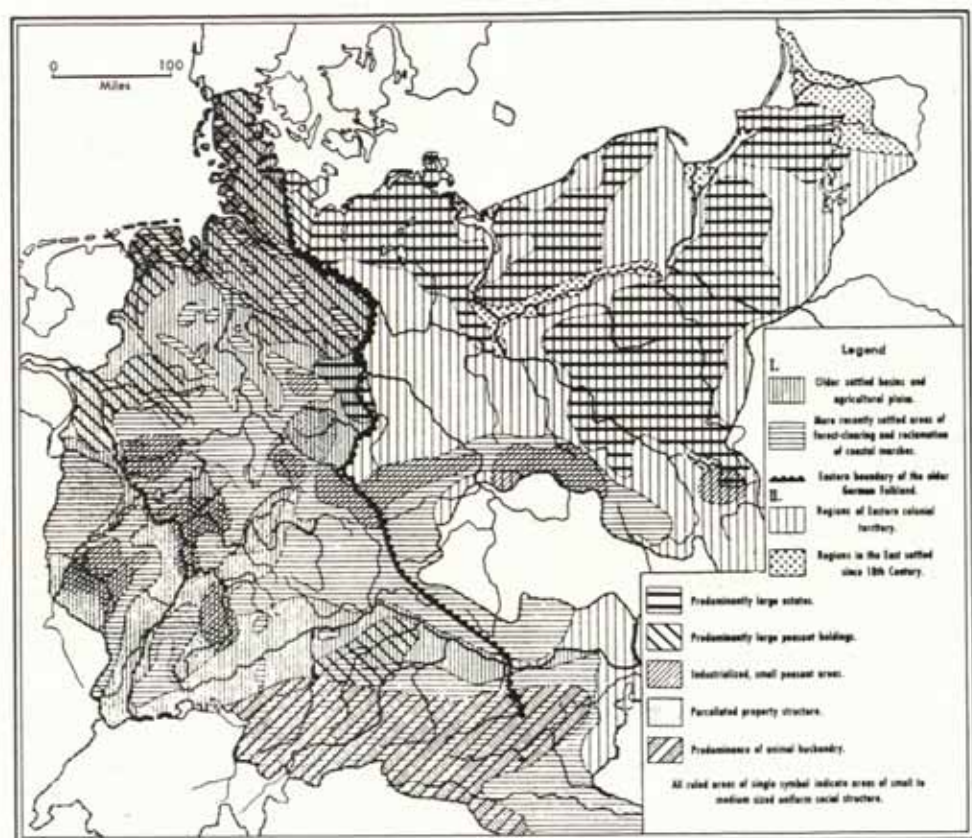 0 100
Miles
Legend
I.
Older settled basins and
agricultural plains.
More recently settled areas of
forest-clearing and reclamation
of coastal marshes.
Eastern boundary of the older
German Folkland.
II.
Regions of Eastern colonial
territory.
Regions in the East settled
since 18th Century.
Predominantly large estates.
Predominantly large peasant holdings.
Industrialized, small peasant areas.
Parcellated property structure.
Predominance of animal husbandry.
All ruled areas of single symbol indicate areas of small to
medium sized uniform social structure.